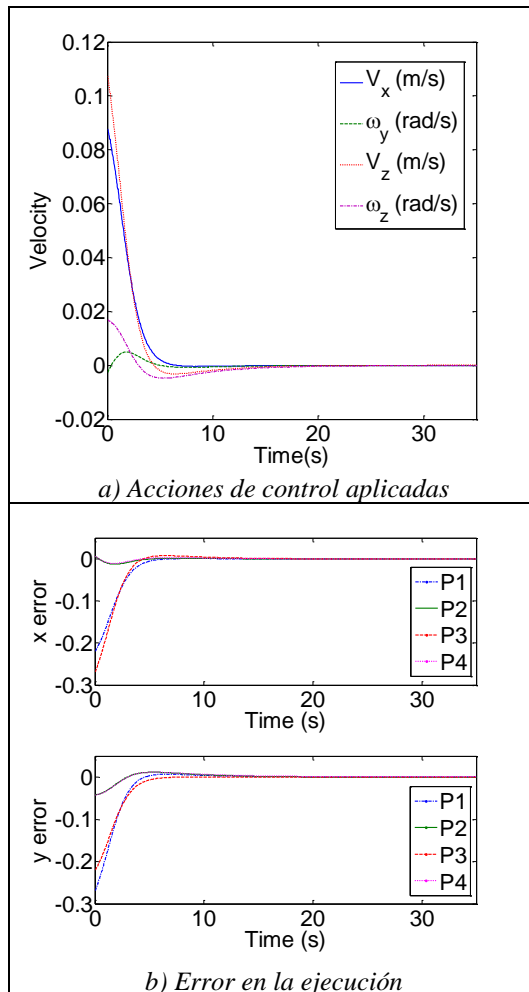 0.12
0.1
0.08
0.06
0.04
0.02
0
-0.02
Velocity
V_x (m/s)
ω_y (rad/s)
V_z (m/s)
ω_z (rad/s)
0 10 20 30
Time(s)
a) Acciones de control aplicadas
0
-0.1
-0.2
-0.3
x error
P1
P2
P3
P4
0 10 20 30
Time (s)
0
-0.1
-0.2
-0.3
y error
P1
P2
P3
P4
0 10 20 30
Time (s)
b) Error en la ejecución